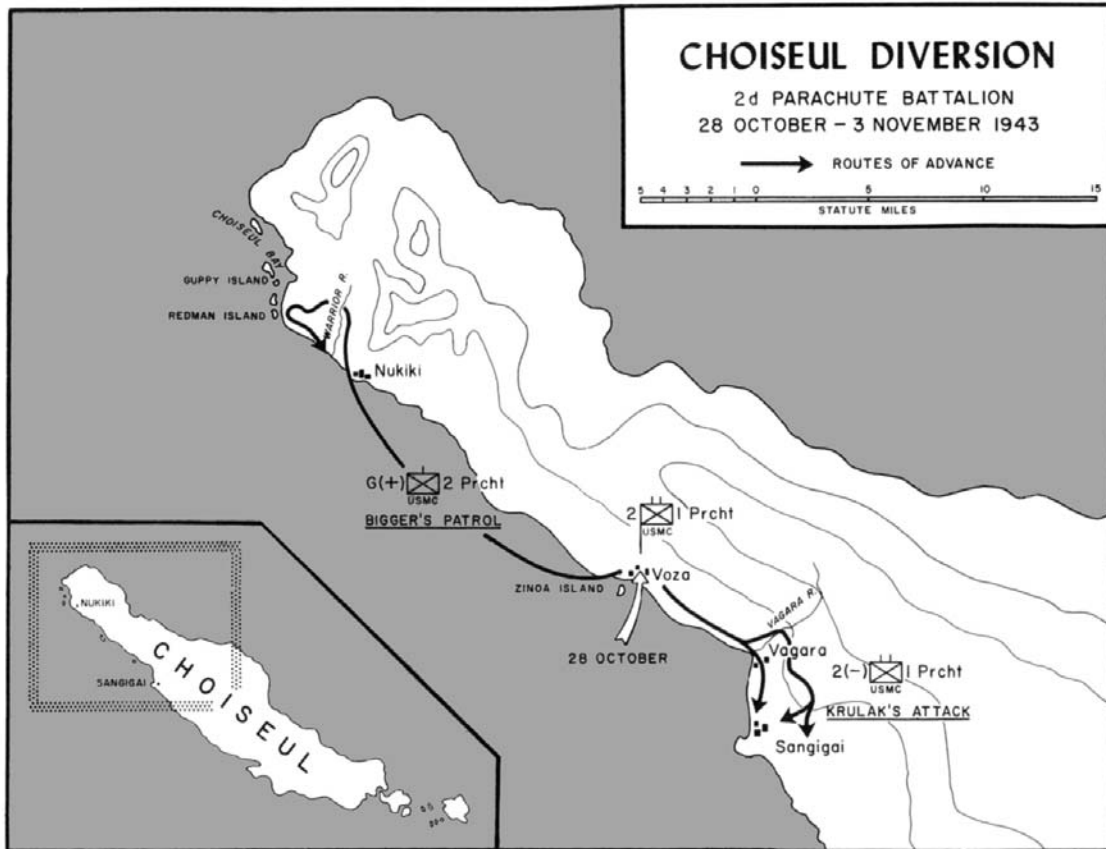 CHOISEUL DIVERSION
2d PARACHUTE BATTALION
28 OCTOBER – 3 NOVEMBER 1943
ROUTES OF ADVANCE
5 4 3 2 1 0 5 10 15
STATUTE MILES
CHOISEUL BAY
GUPPY ISLAND
REDMAN ISLAND
WARRIOR R.
Nukiki
G(+) 2 Prcht
USMC
BIGGER'S PATROL
2 1 Prcht
USMC
ZINOA ISLAND
Voza
28 OCTOBER
VAGARA R.
Vagara
2(-) 1 Prcht
USMC
KRULAK'S ATTACK
Sangigai
NUKIKI
SANGIGAI
CHOISEUL